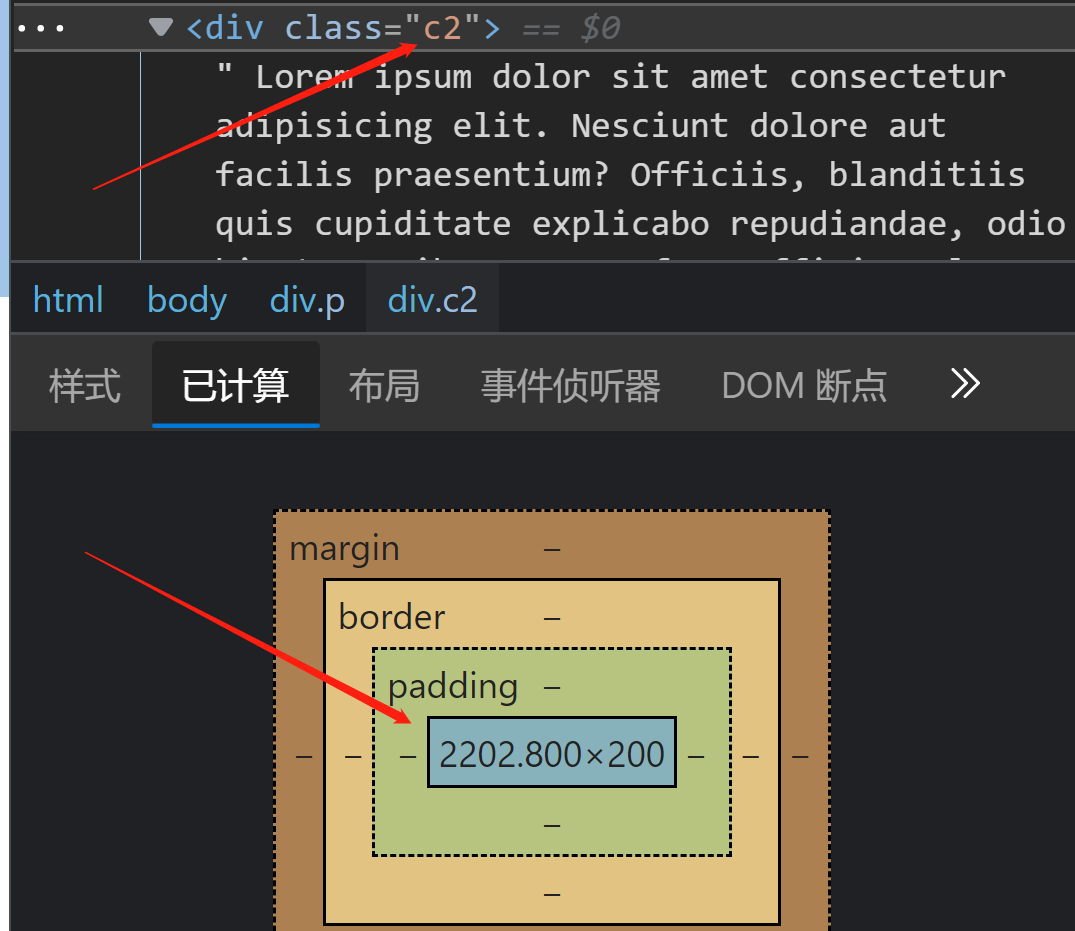 ••• ▼ <div class="c2"> == $0
" Lorem ipsum dolor sit amet consectetur
adipisicing elit. Nesciunt dolore aut
facilis praesentium? Officiis, blanditiis
quis cupiditate explicabo repudiandae, odio
html body div.p div.c2
样式 已计算 布局 事件侦听器 DOM 断点
margin –
border –
padding –
– – – 2202.800×200 – – –
–
–